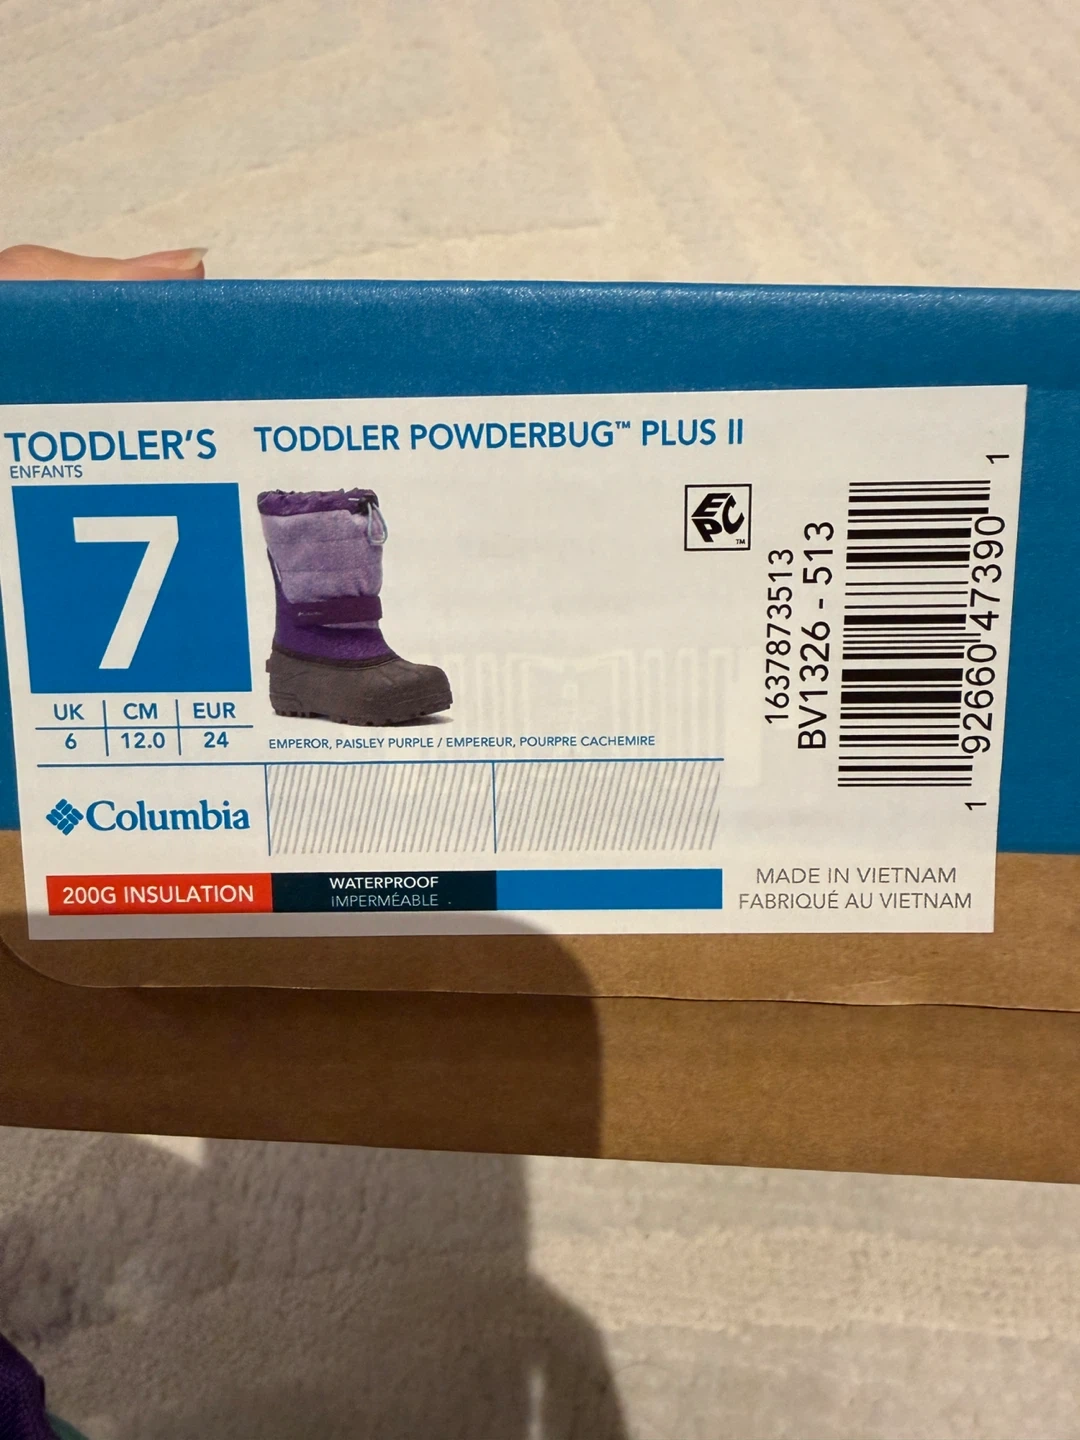 TODDLER'S
ENFANTS
TODDLER POWDERBUG™ PLUS II
7
EPC™
UK CM EUR
6 12.0 24
EMPEROR, PAISLEY PURPLE / EMPEREUR, POURPRE CACHEMIRE
Columbia
200G INSULATION
WATERPROOF
IMPERMÉABLE
MADE IN VIETNAM
FABRIQUÉ AU VIETNAM
1637873513
BV1326 - 513
1 92660 47390 1